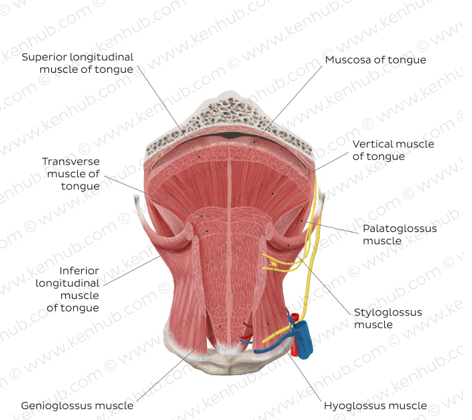 Superior longitudinal
muscle of tongue
Muscosa of tongue
Vertical muscle
of tongue
Transverse
muscle of
tongue
Palatoglossus
muscle
Inferior
longitudinal
muscle
of tongue
Styloglossus
muscle
Genioglossus muscle
Hyoglossus muscle
© www.kenhub.com